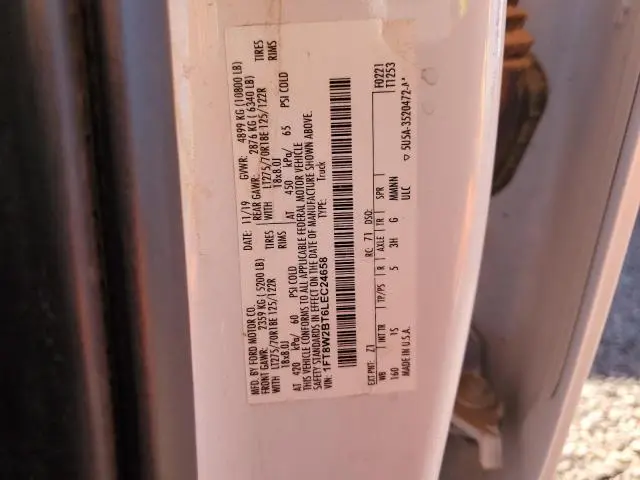 MFD. BY FORD MOTOR CO.
DATE: 11/19 GVWR: 4899 KG (10800 LB)
FRONT GAWR: 2359 KG (5200 LB) REAR GAWR: 2876 KG (6340 LB)
WITH LT275/70R18E 125/122R TIRES WITH LT275/70R18E 125/122R TIRES
18x8.0J RIMS 18x8.0J RIMS
AT 420 kPa/ 60 PSI COLD AT 450 kPa/ 65 PSI COLD
THIS VEHICLE CONFORMS TO ALL APPLICABLE FEDERAL MOTOR VEHICLE
SAFETY STANDARDS IN EFFECT ON THE DATE OF MANUFACTURE SHOWN ABOVE.
VIN: 1FT8W2BT6LEC24658 TYPE: Truck
F0221
T1253
EXT PNT: Z1 RC: 71 DSO:
WB INT TR TP/PS R AXLE TR SPR
160 15 5 3H G MANNN
MADE IN U.S.A. ULC
▽ 5U5A-3520472-A*